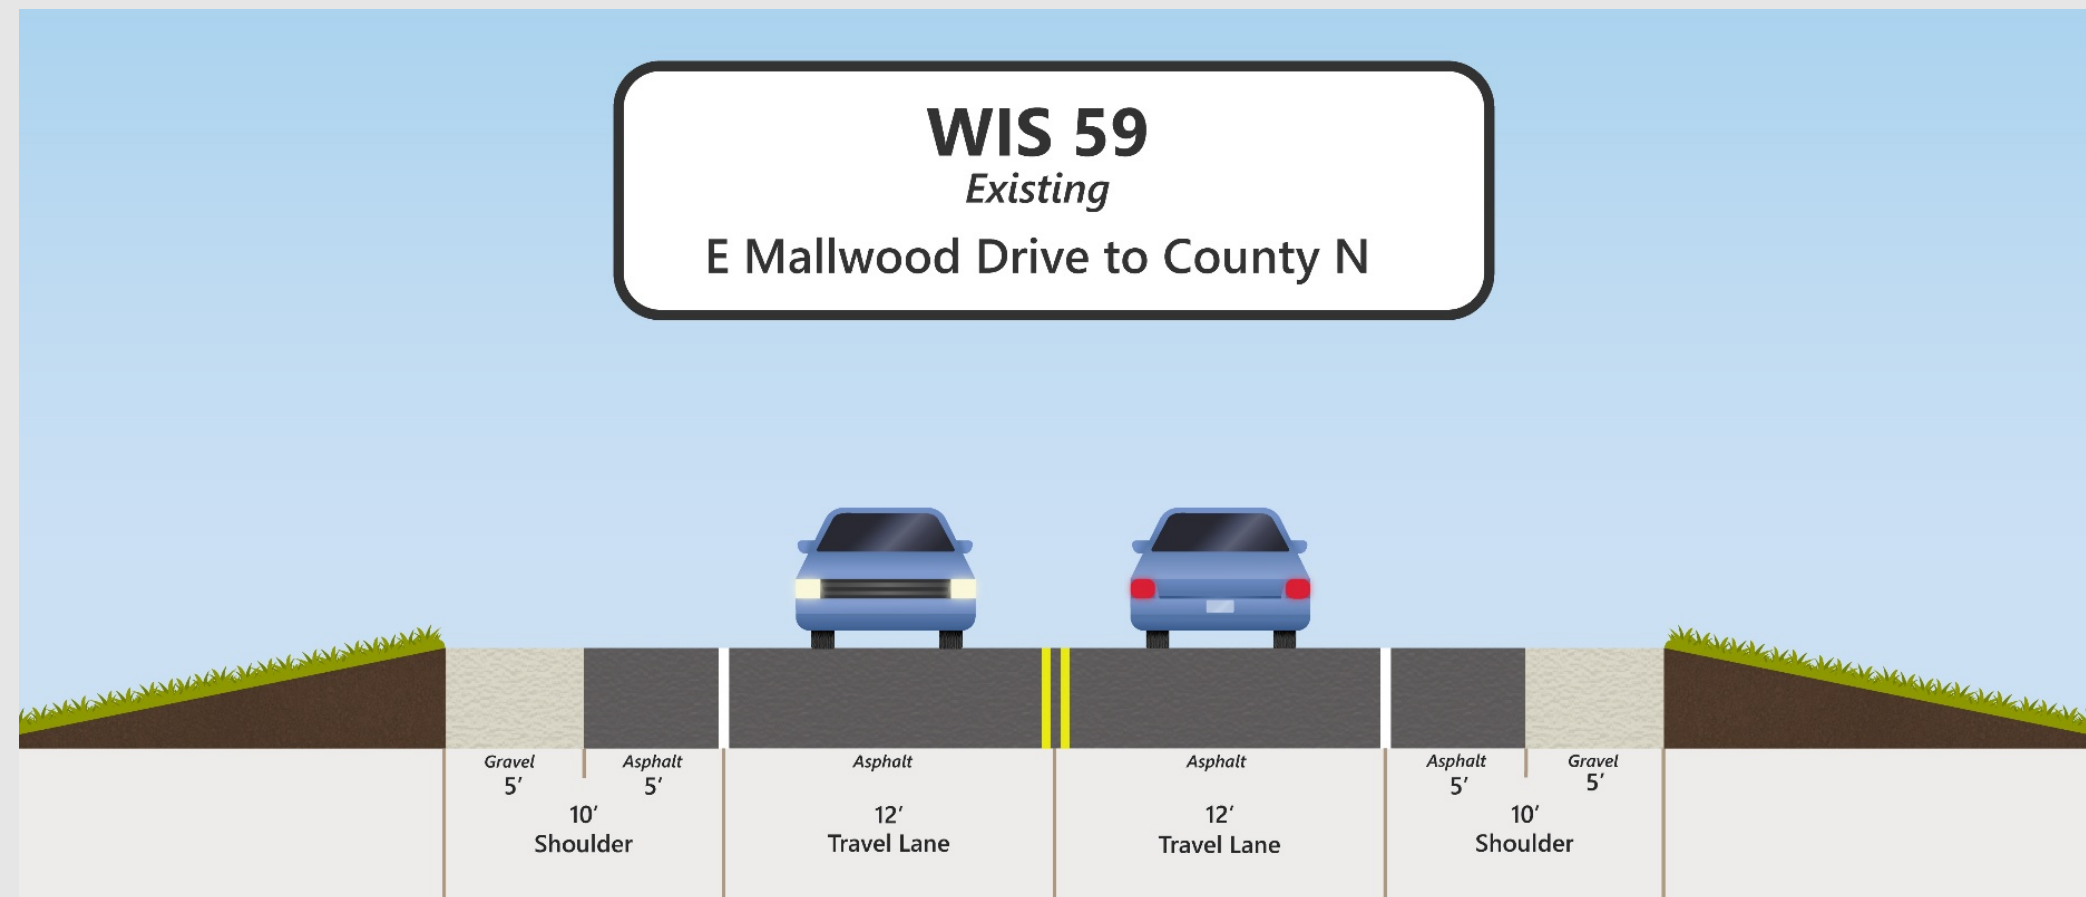 WIS 59
Existing
E Mallwood Drive to County N
Gravel Asphalt Asphalt Asphalt Asphalt Gravel
5′ 5′ 5′ 5′
10′ 12′ 12′ 10′
Shoulder Travel Lane Travel Lane Shoulder